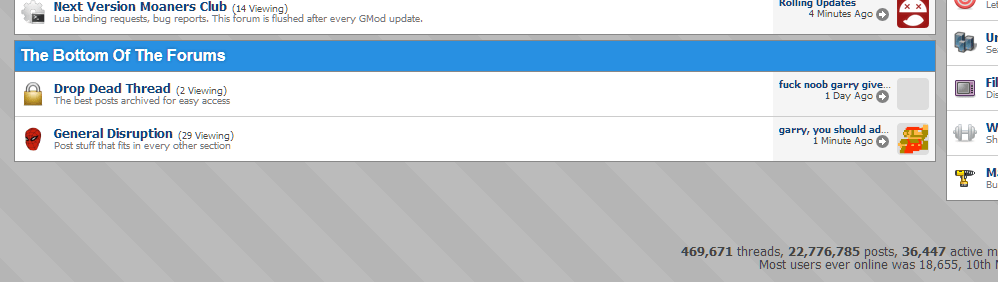 Next Version Moaners Club (14 Viewing)
Lua binding requests, bug reports. This forum is flushed after every GMod update.
Rolling Updates
4 Minutes Ago
The Bottom Of The Forums
Drop Dead Thread (2 Viewing)
The best posts archived for easy access
fuck noob garry give...
1 Day Ago
General Disruption (29 Viewing)
Post stuff that fits in every other section
garry, you should ad...
1 Minute Ago
Let
Un
Sea
Fil
Dis
W
Sh
Bu
469,671 threads, 22,776,785 posts, 36,447 active m
Most users ever online was 18,655, 10th